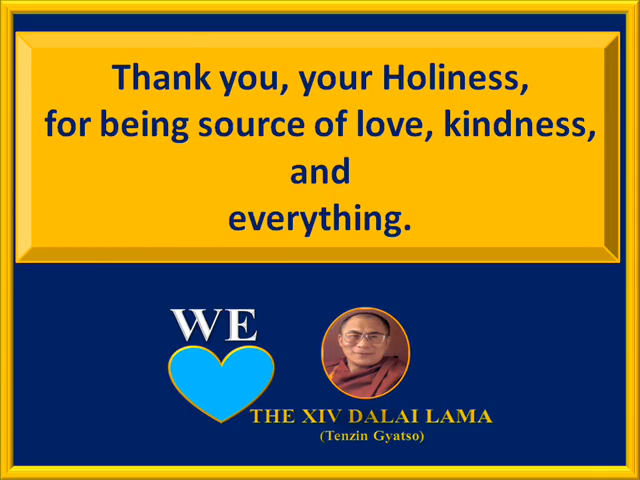 Thank you, your Holiness,
for being source of love, kindness,
and
everything.
WE
THE XIV DALAI LAMA
(Tenzin Gyatso)